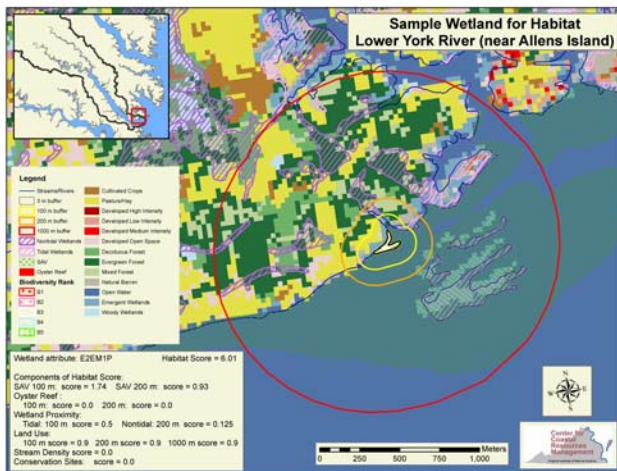 Sample Wetland for Habitat
Lower York River (near Allens Island)
Legend
Streams/Rivers
0 m buffer
100 m buffer
200 m buffer
1000 m buffer
Nontidal Wetlands
Tidal Wetlands
SAV
Oyster Reef
Biodiversity Rank
B1
B2
B3
B4
B5
Cultivated Crops
Pasture/Hay
Developed High Intensity
Developed Low Intensity
Developed Medium Intensity
Developed Open Space
Deciduous Forest
Evergreen Forest
Mixed Forest
Natural Barren
Open Water
Emergent Wetlands
Woody Wetlands
Wetland attribute: E2EM1P Habitat Score = 6.01
Components of Habitat Score:
SAV 100 m: score = 1.74 SAV 200 m: score = 0.93
Oyster Reef :
100 m: score = 0.0 200 m: score = 0.0
Wetland Proximity:
Tidal: 100 m: score = 0.5 Nontidal: 200 m: score = 0.125
Land Use:
100 m: score = 0.9 200 m: score = 0.9 1000 m score = 0.9
Stream Density score = 0.0
Conservation Sites: score = 0.0
N
W E
S
Meters
0 250 500 1,000
Center for
Coastal
Resources
Management